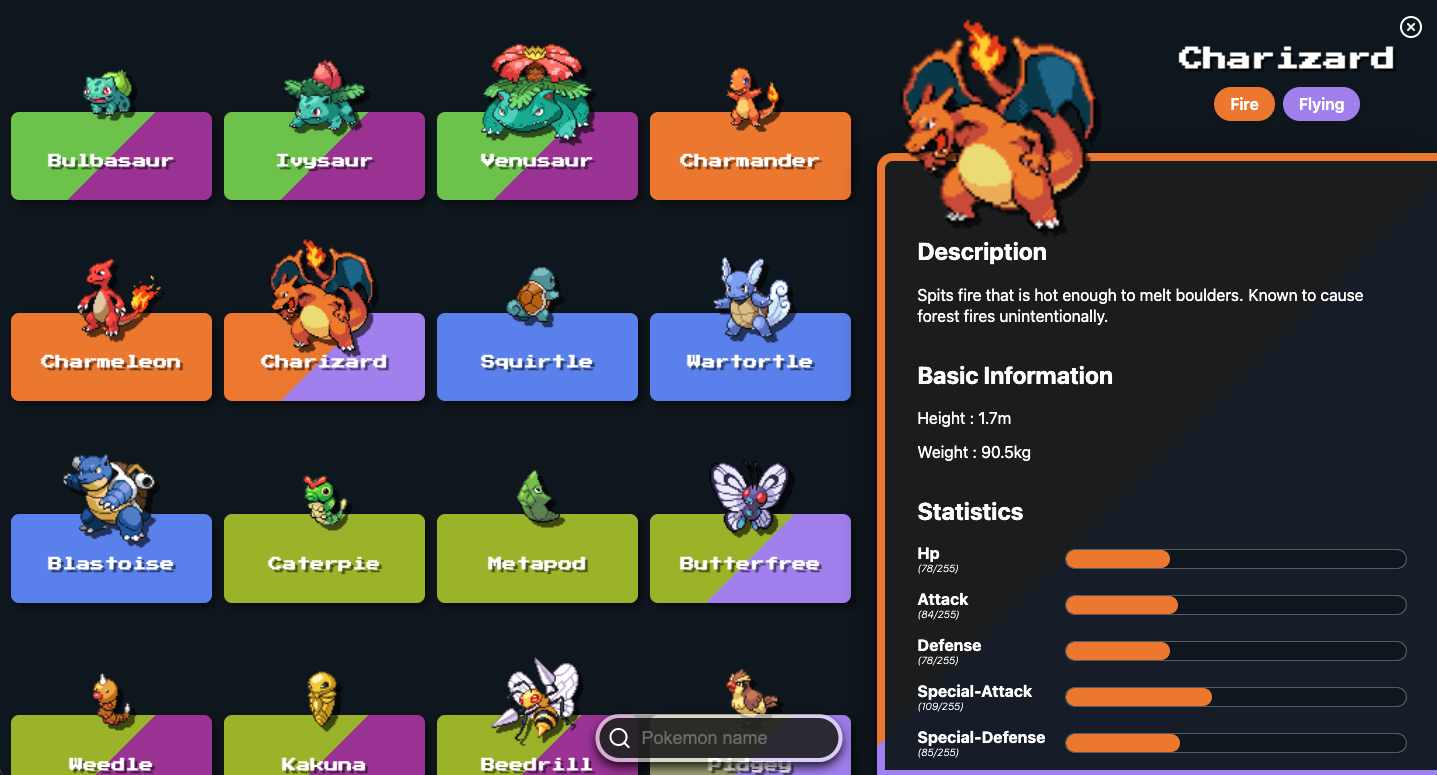 Bulbasaur
Ivysaur
Venusaur
Charmander
Charmeleon
Charizard
Squirtle
Wartortle
Blastoise
Caterpie
Metapod
Butterfree
Weedle
Kakuna
Beedrill
Pidgey
Pokemon name
Charizard
Fire
Flying
Description
Spits fire that is hot enough to melt boulders. Known to cause
forest fires unintentionally.
Basic Information
Height : 1.7m
Weight : 90.5kg
Statistics
Hp
(78/255)
Attack
(84/255)
Defense
(78/255)
Special-Attack
(109/255)
Special-Defense
(85/255)